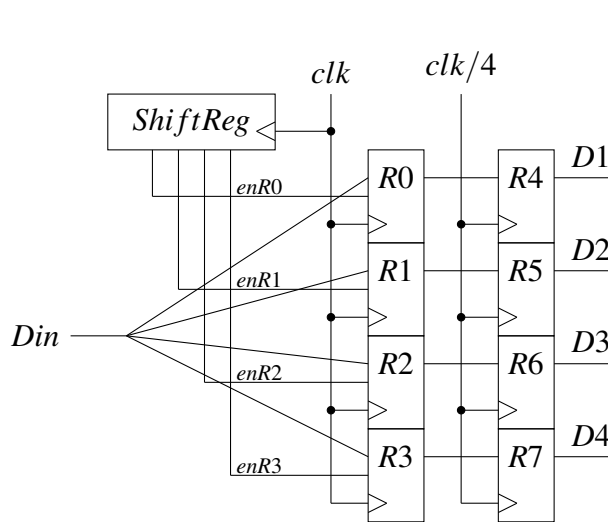 clk
clk/4
ShiftReg
D1
R0
R4
enR0
D2
R1
R5
enR1
Din
D3
R2
R6
enR2
D4
R3
R7
enR3